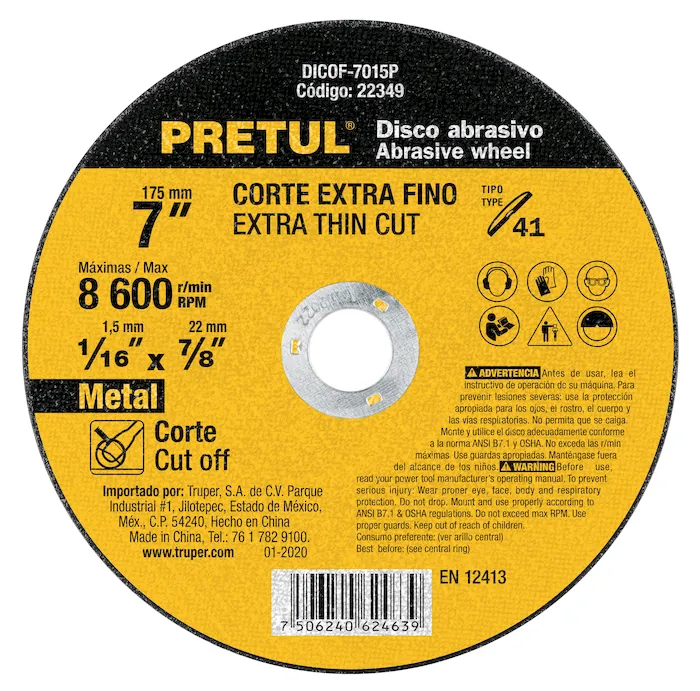 DICOF-7015P
Código: 22349
PRETUL® Disco abrasivo
Abrasive wheel
175 mm
7”
CORTE EXTRA FINO
EXTRA THIN CUT
TIPO
TYPE
41
Máximas / Max
8 600 r/min
RPM
1,5 mm 22 mm
1/16” x 7/8”
Metal
Corte
Cut off
Importado por: Truper, S.A. de C.V. Parque
Industrial #1, Jilotepec, Estado de México,
Méx., C.P. 54240, Hecho en China
Made in China, Tel.: 76 1 782 9100.
www.truper.com 01-2020
ADVERTENCIA Antes de usar, lea el
instructivo de operación de su máquina. Para
prevenir lesiones severas: use la protección
apropiada para los ojos, el rostro, el cuerpo y
las vías respiratorias. No permita que se caiga.
Monte y utilice el disco adecuadamente conforme
a la norma ANSI B7.1 y OSHA. No exceda las r/min
máximas. Use guardas apropiadas. Manténgase fuera
del alcance de los niños. WARNING Before use,
read your power tool manufacturer's operating manual. To prevent
serious injury: Wear proper eye, face, body and respiratory
protection. Do not drop. Mount and use properly according to
ANSI B7.1 & OSHA regulations. Do not exceed max RPM. Use
proper guards. Keep out of reach of children.
Consumo preferente: (ver arillo central)
Best before: (see central ring)
EN 12413
7 506240 624639